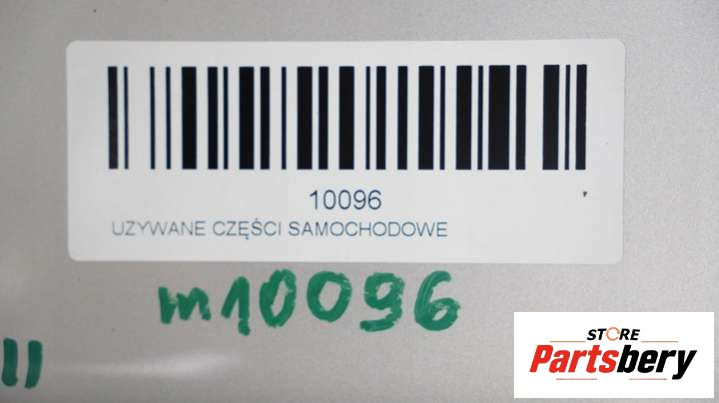 10096
UZYWANE CZĘŚCI SAMOCHODOWE
m10096
STORE
Partsbery